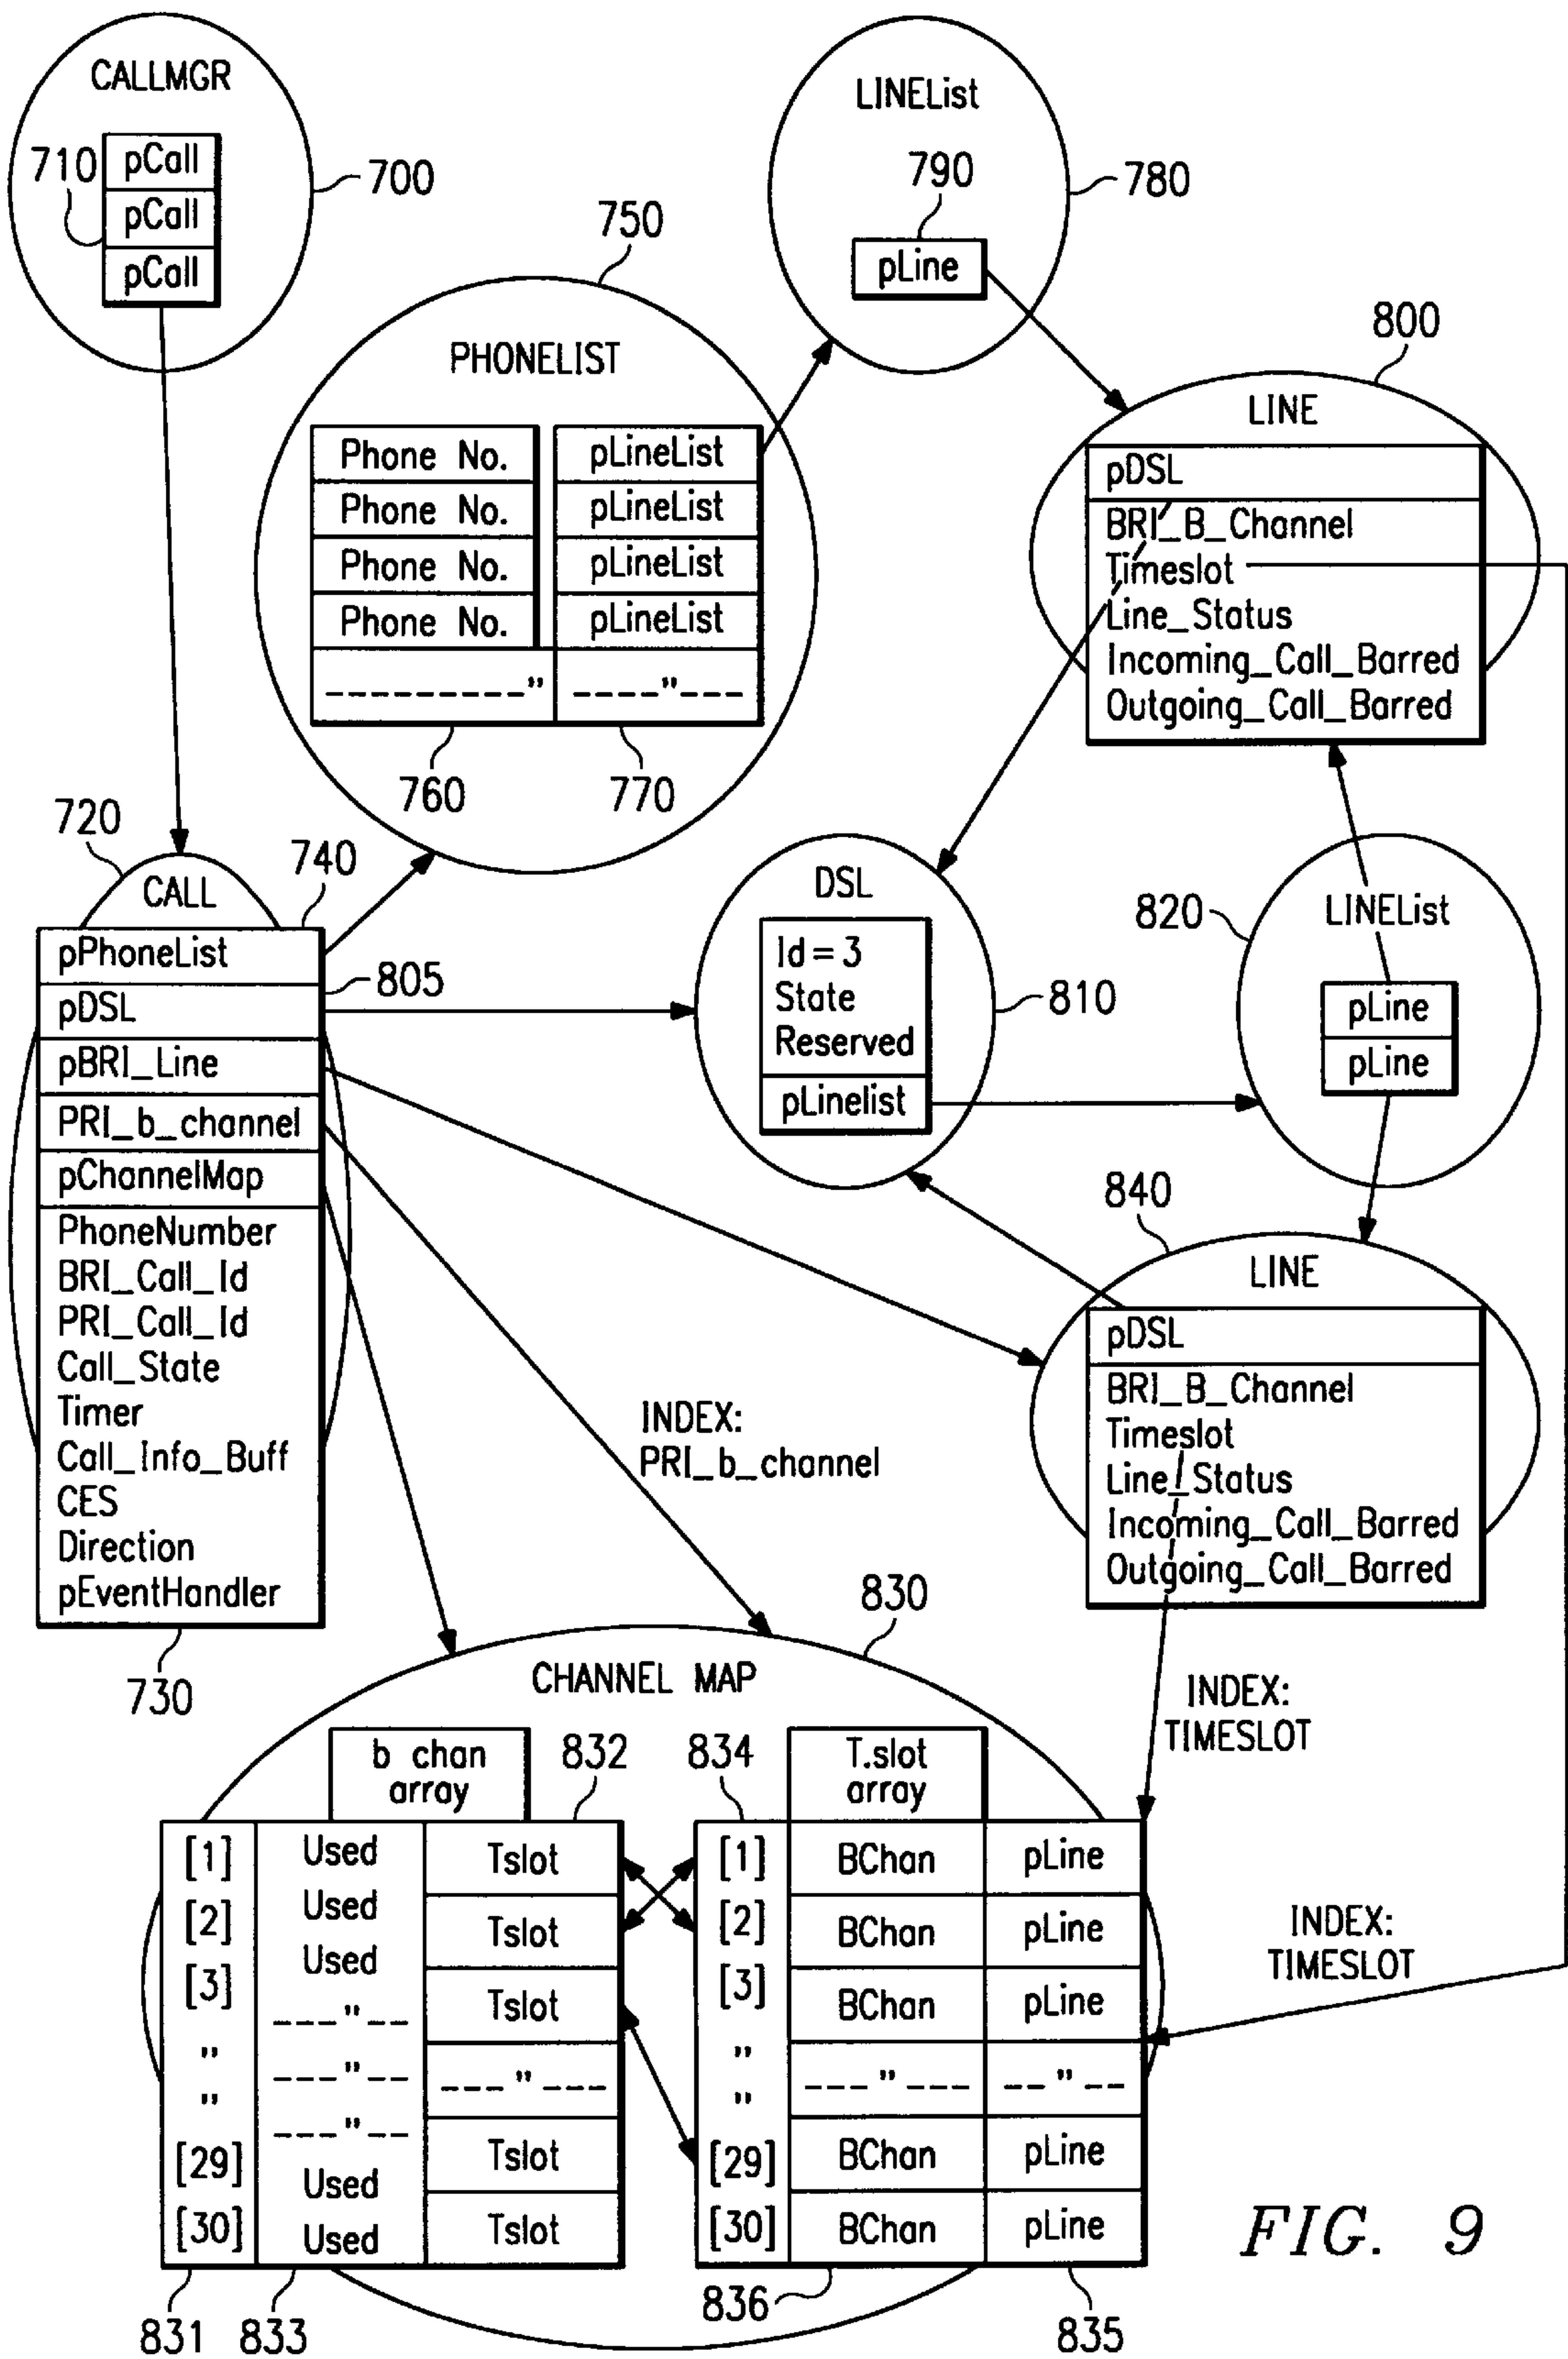 CALLMGR
710
pCall
pCall
pCall
700
LINEList
790
pLine
780
750
PHONELIST
Phone No. pLineList
Phone No. pLineList
Phone No. pLineList
Phone No. pLineList
---------" ----"---
760 770
800
LINE
pDSL
BRI_B_Channel
Timeslot
Line_Status
Incoming_Call_Barred
Outgoing_Call_Barred
720
740
CALL
pPhoneList
805
pDSL
pBRI_Line
PRI_b_channel
pChannelMap
PhoneNumber
BRI_Call_Id
PRI_Call_Id
Call_State
Timer
Call_Info_Buff
CES
Direction
pEventHandler
730
DSL
Id=3
State
Reserved
pLinelist
810
820
LINEList
pLine
pLine
840
LINE
pDSL
BRI_B_Channel
Timeslot
Line_Status
Incoming_Call_Barred
Outgoing_Call_Barred
INDEX:
PRI_b_channel
830
CHANNEL MAP
INDEX:
TIMESLOT
INDEX:
TIMESLOT
b chan
array
832
834
T.slot
array
[1] Used Tslot
[2] Used Tslot
[3] Used Tslot
" ---"--
" ---"-- ---"---
---"--
[29] Used Tslot
[30] Used Tslot
831 833
[1] BChan pLine
[2] BChan pLine
[3] BChan pLine
"
" ---"--- --"--
[29] BChan pLine
[30] BChan pLine
836 835
FIG. 9